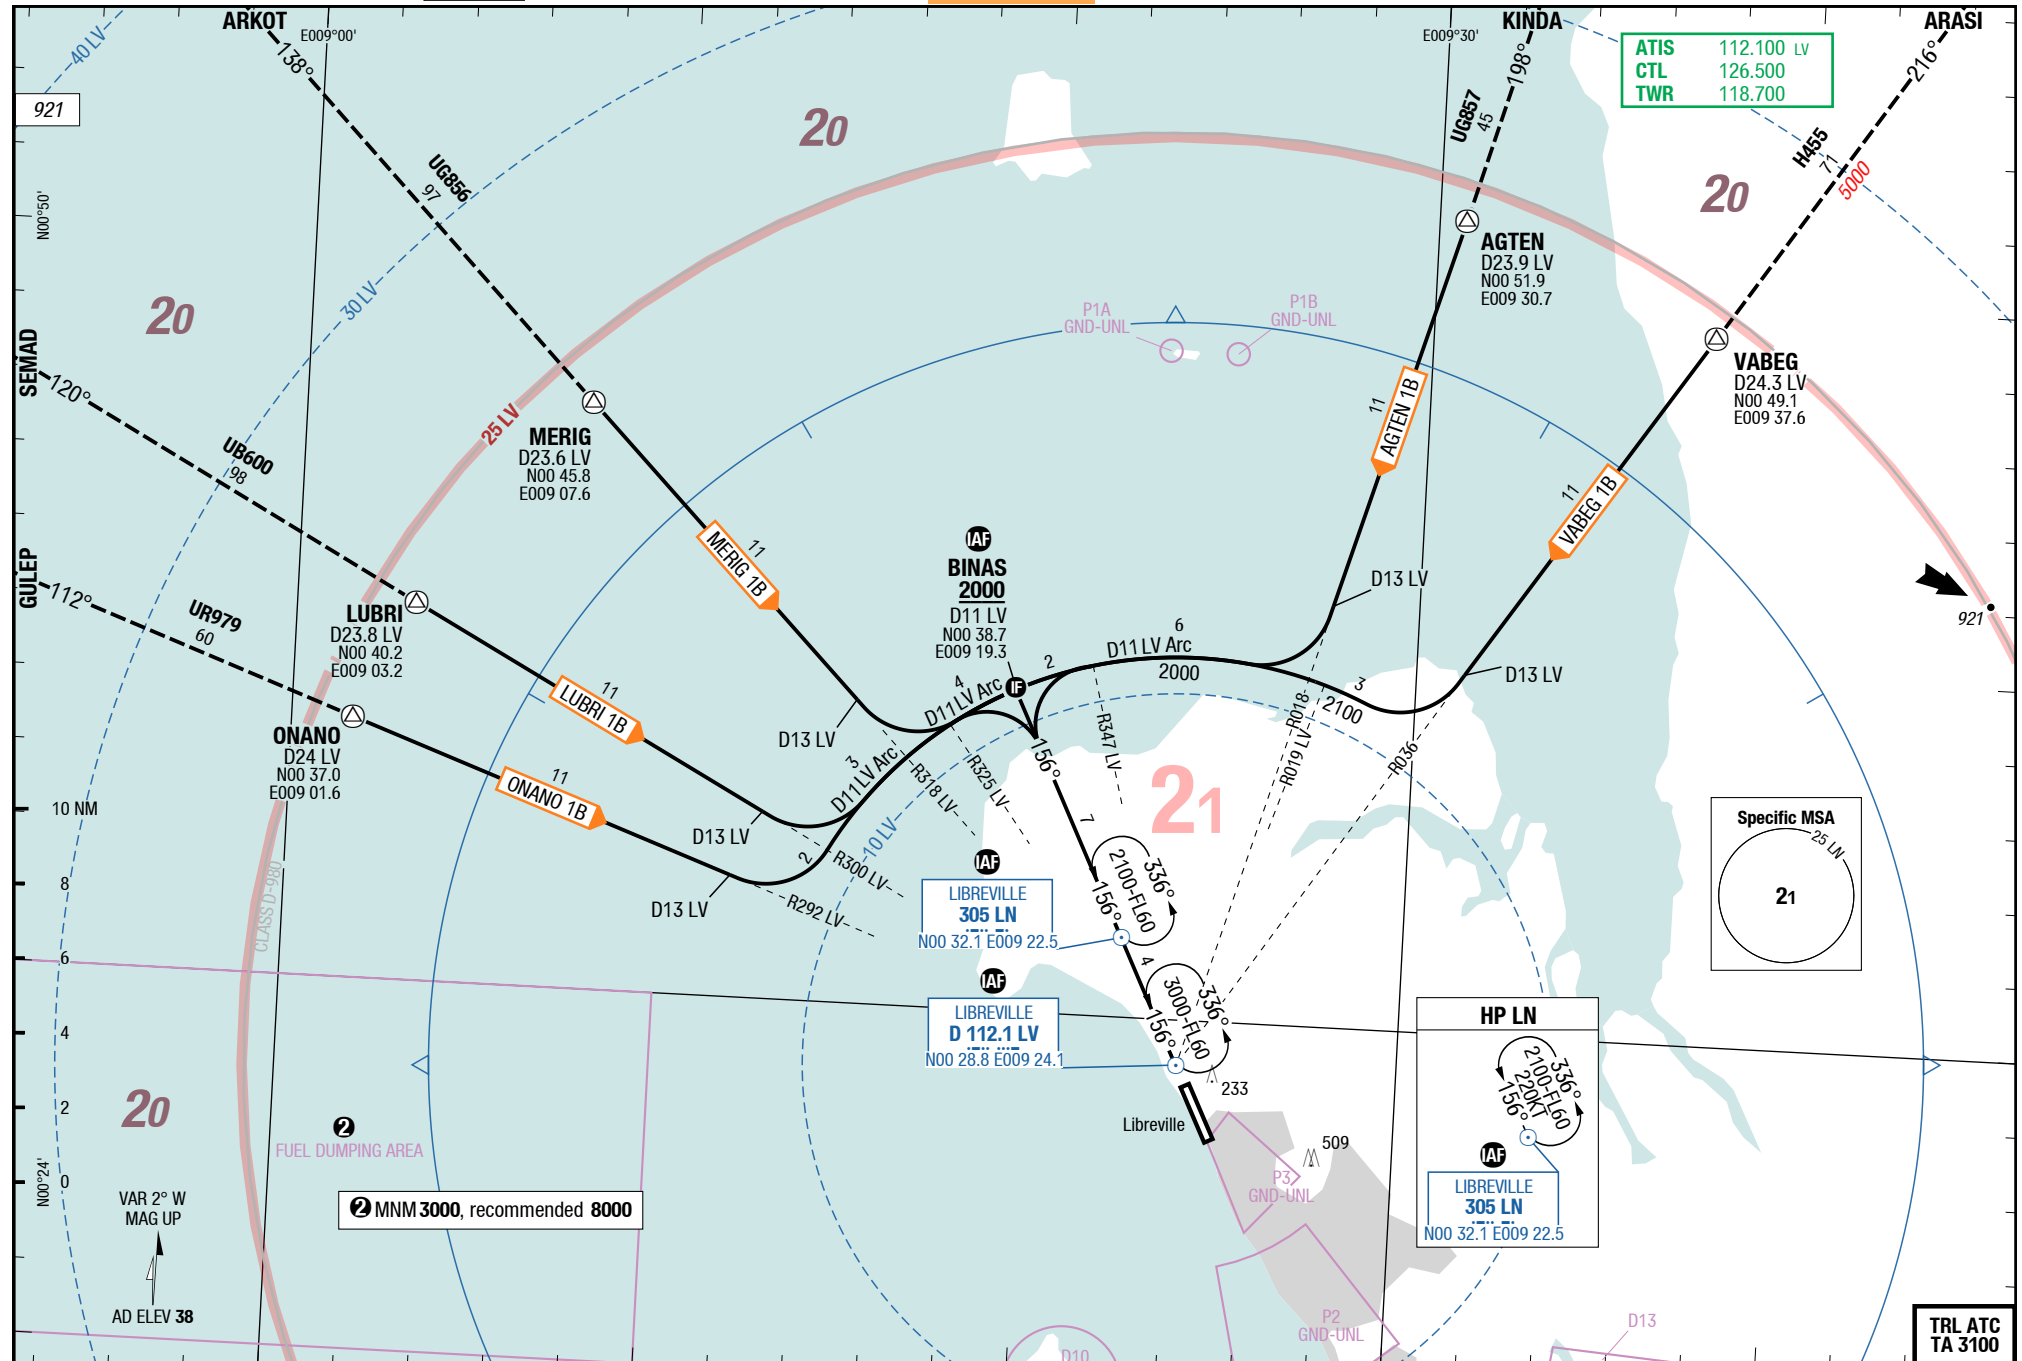 ARKOT
E009°00'
KINDA
E009°30'
ARASI
40 LV
138°
198°
216°
ATIS 112.100 LV
CTL 126.500
TWR 118.700
921
20
UG857
45
H455
71
5000
20
UG856
97
N00°50'
AGTEN
D23.9 LV
N00 51.9
E009 30.7
20
30 LV
P1A
GND-UNL
P1B
GND-UNL
SEMAD
120°
VABEG
D24.3 LV
N00 49.1
E009 37.6
25 LV
MERIG
D23.6 LV
N00 45.8
E009 07.6
11
AGTEN 1B
UB600
98
11
VABEG 1B
11
MERIG 1B
IAF
BINAS
2000
D11 LV
N00 38.7
E009 19.3
D13 LV
GULEP
112°
UR979
60
LUBRI
D23.8 LV
N00 40.2
E009 03.2
921
6
D11 LV Arc
2000
2
IF
4
D11 LV Arc
3
2100
D13 LV
11
LUBRI 1B
ONANO
D24 LV
N00 37.0
E009 01.6
D13 LV
R018
R019 LV
R036
R347 LV
156°
3
D11 LV Arc
R318 LV
R325 LV
11
ONANO 1B
21
10 NM
D13 LV
10 LV
7
Specific MSA
25 LN
21
2
R300 LV
336°
2100-FL60
156°
IAF
LIBREVILLE
305 LN
N00 32.1 E009 22.5
8
D13 LV
R292 LV
CLASS D-980
6
4
IAF
LIBREVILLE
D 112.1 LV
N00 28.8 E009 24.1
336°
3000-FL60
156°
HP LN
336°
2100-FL60
220KT
156°
IAF
LIBREVILLE
305 LN
N00 32.1 E009 22.5
4
233
2
20
2
FUEL DUMPING AREA
Libreville
509
P3
GND-UNL
N00°24'
0
VAR 2° W
MAG UP
2 MNM 3000, recommended 8000
AD ELEV 38
P2
GND-UNL
D13
D10
TRL ATC
TA 3100